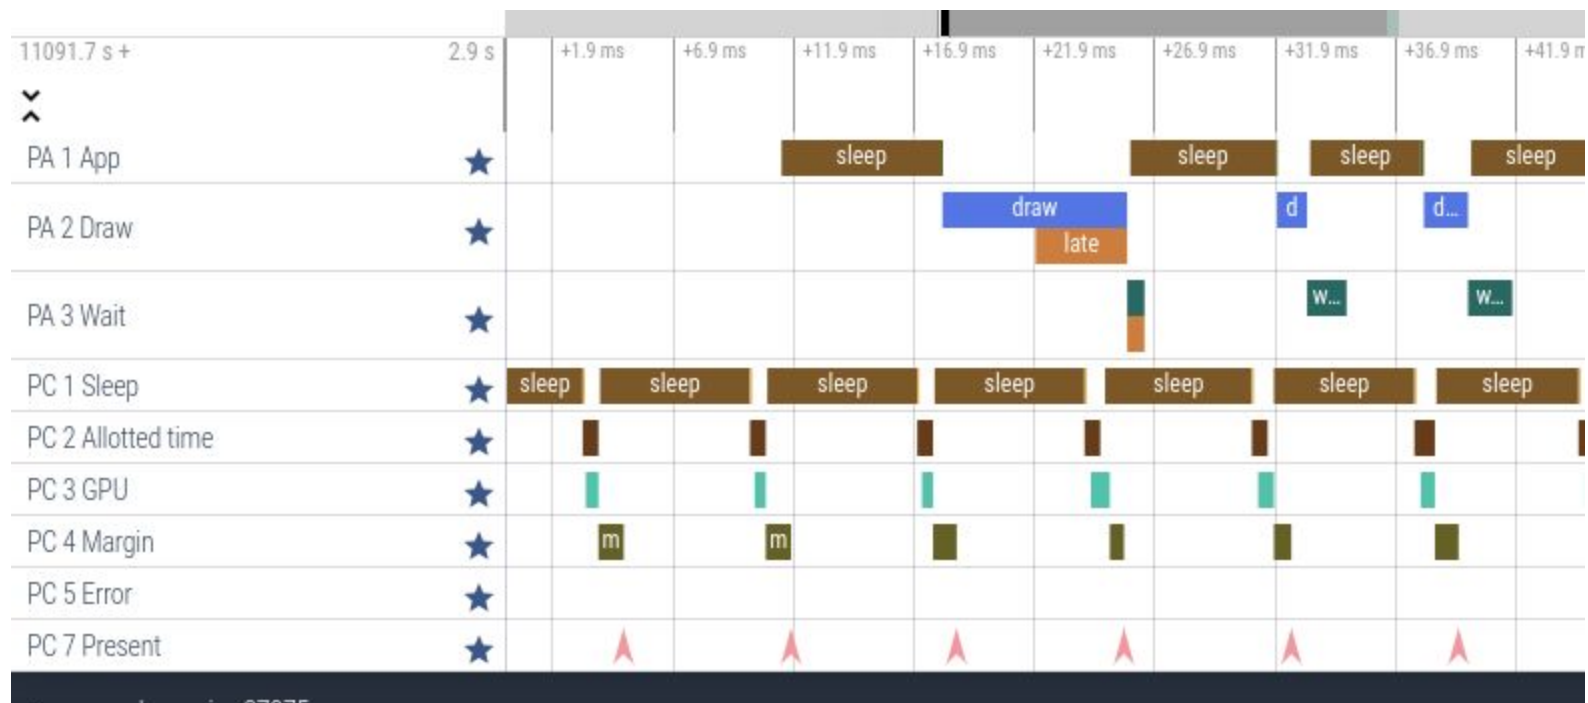 11091.7 s + 2.9 s +1.9 ms +6.9 ms +11.9 ms +16.9 ms +21.9 ms +26.9 ms +31.9 ms +36.9 ms +41.9 m
PA 1 App sleep sleep sleep sleep
PA 2 Draw draw d d...
late
PA 3 Wait w... w...
PC 1 Sleep sleep sleep sleep sleep sleep sleep sleep
PC 2 Allotted time
PC 3 GPU
PC 4 Margin m m
PC 5 Error
PC 7 Present